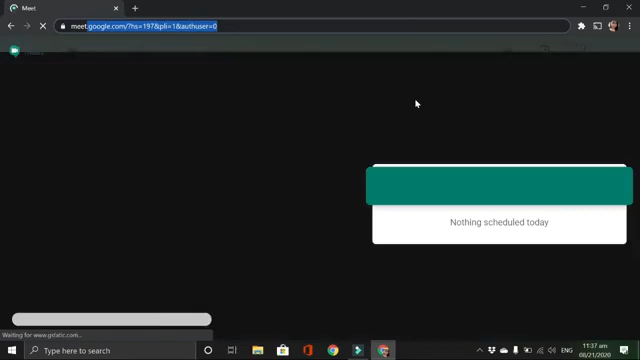 Meet
meet.google.com/?hs=197&pli=1&authuser=0
Nothing scheduled today
Waiting for www.gstatic.com...
Type here to search
ENG
11:37 am
08/21/2020